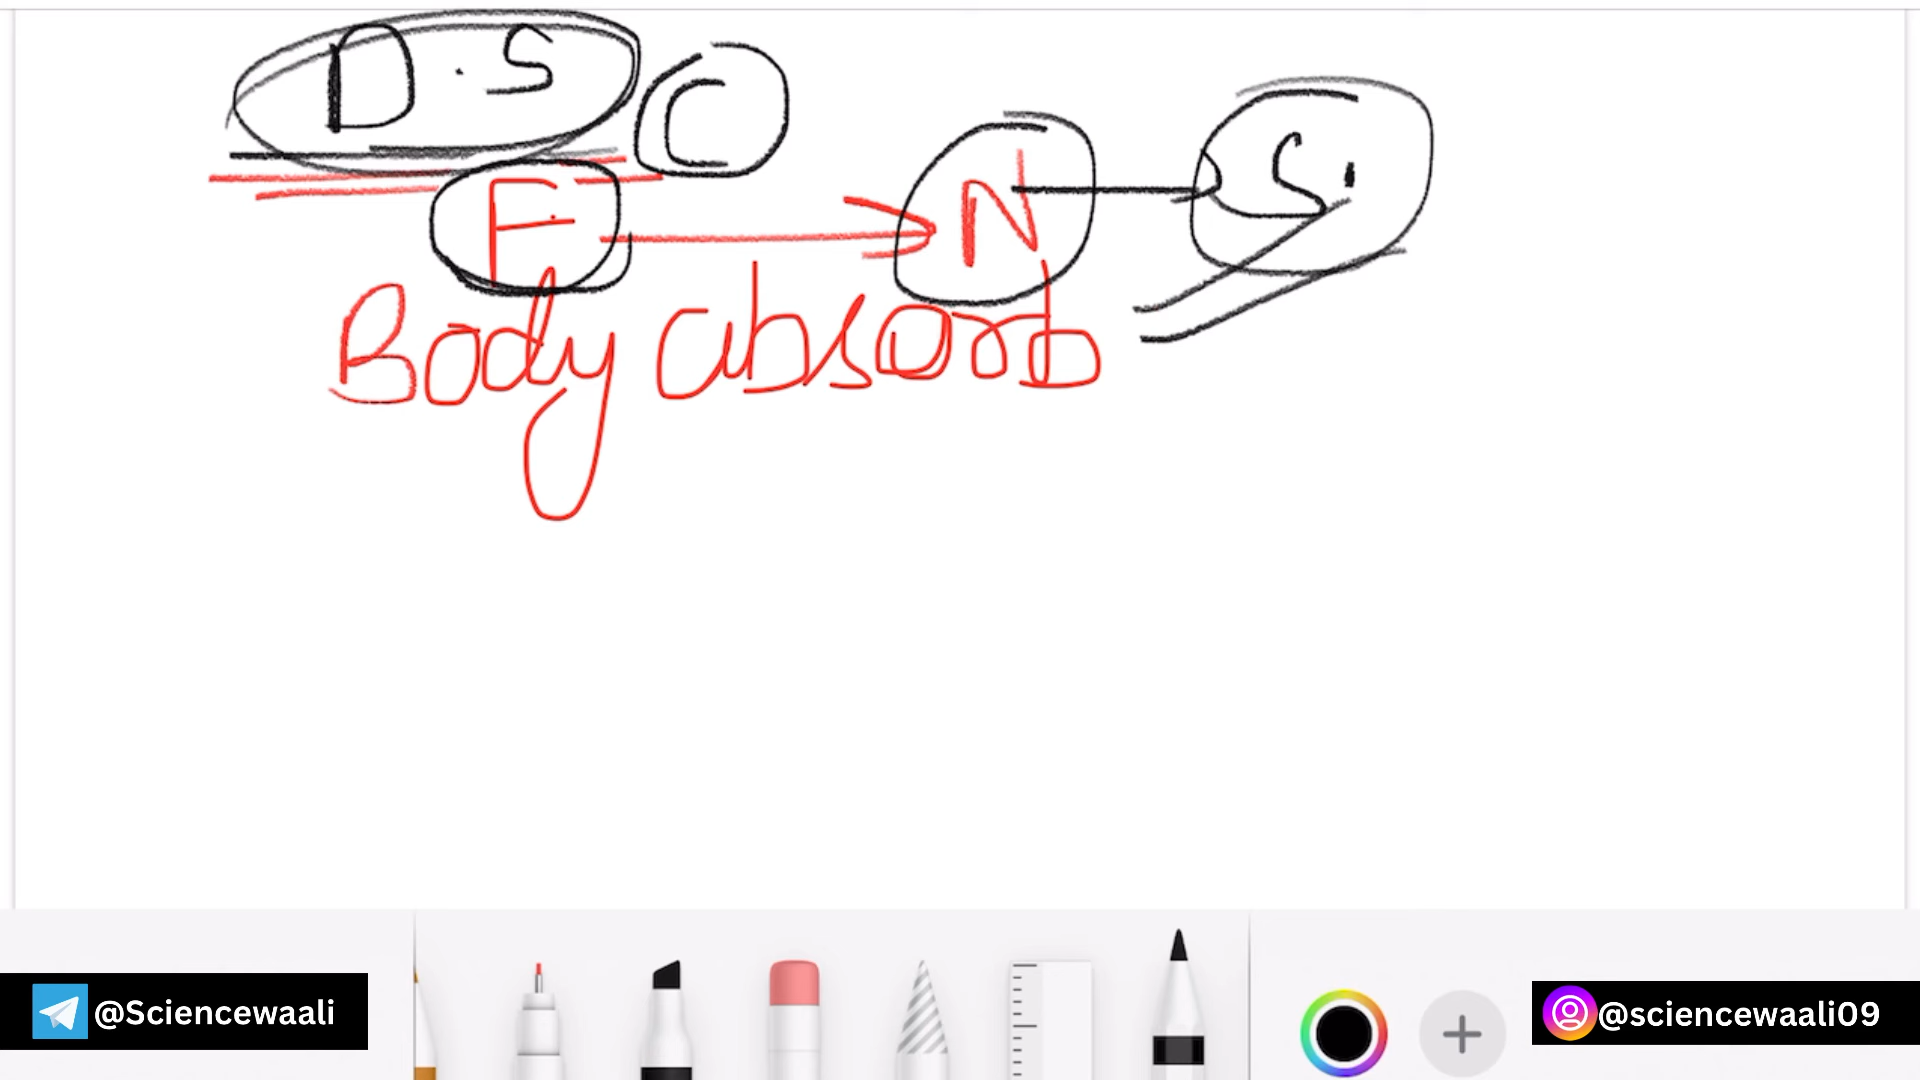 D.S C
F N S.
Body absorb
@Sciencewaali
@sciencewaali09